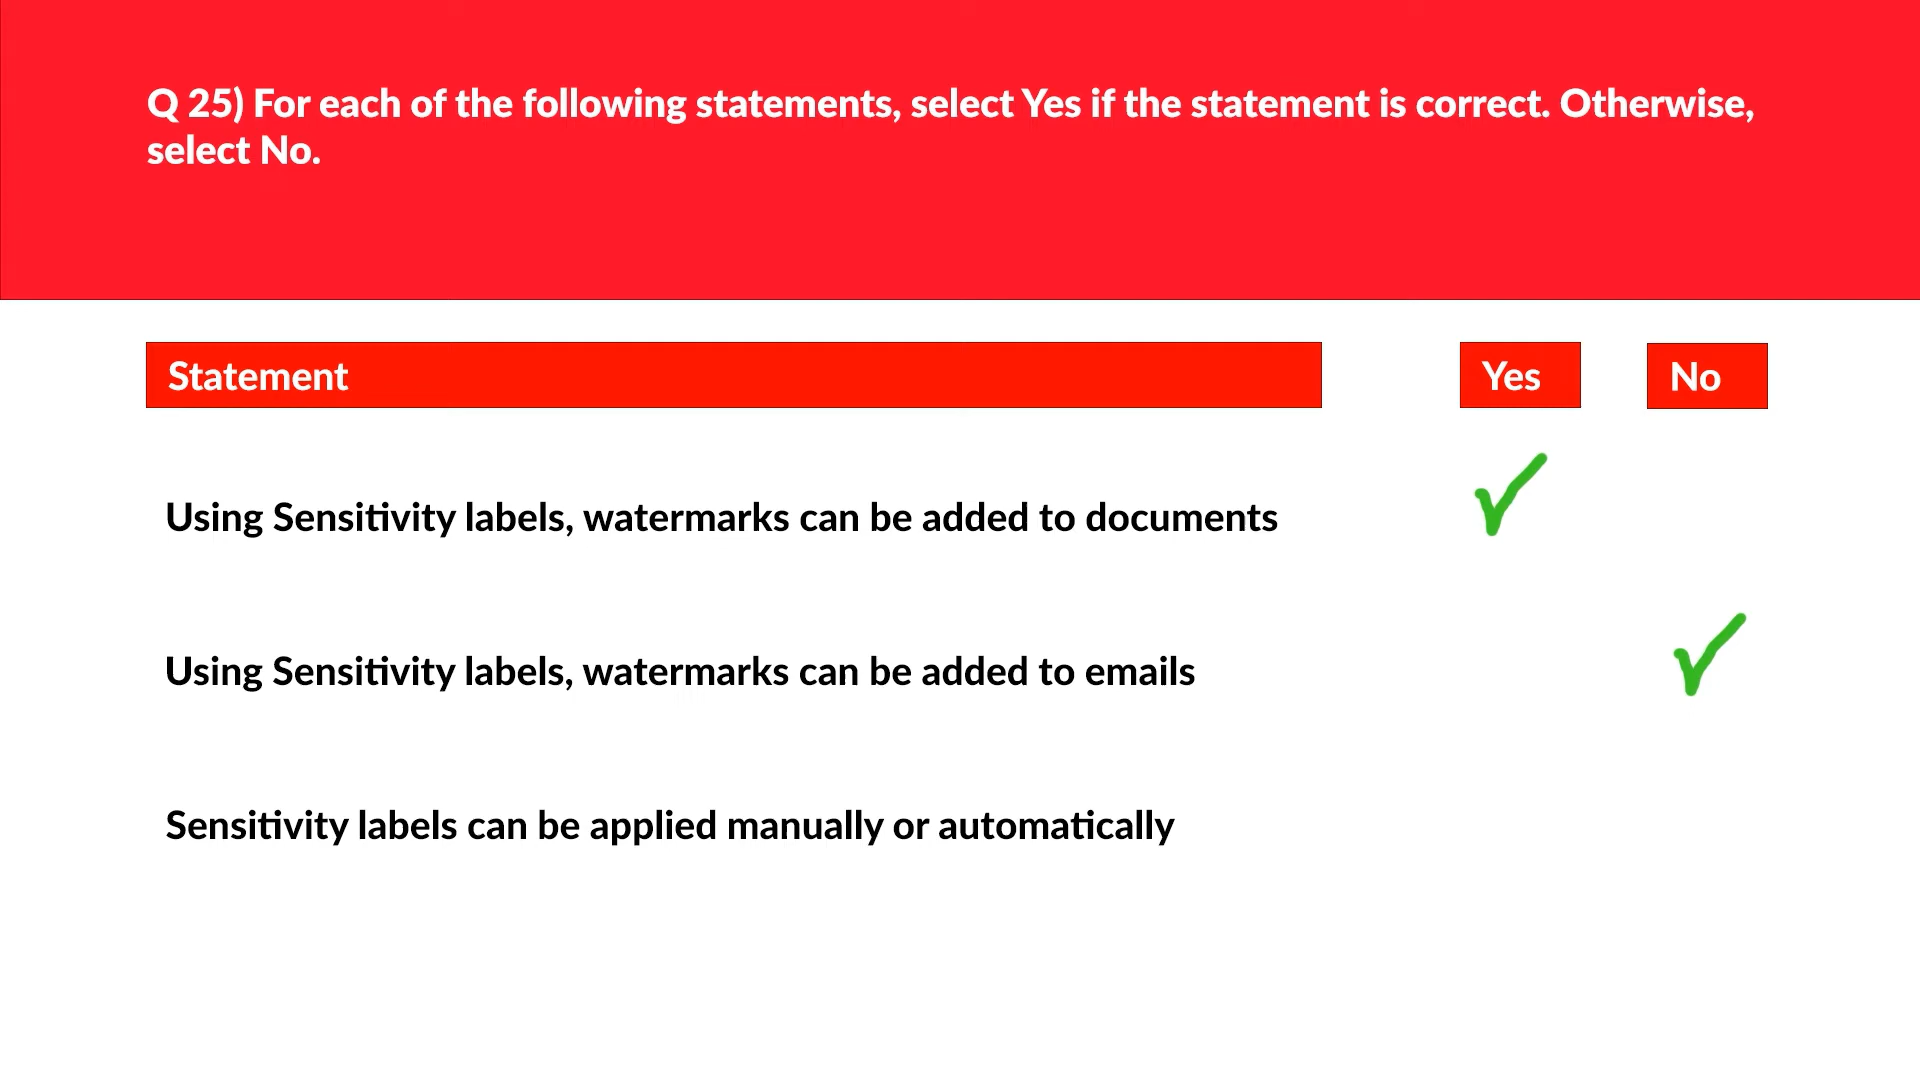 Q 25) For each of the following statements, select Yes if the statement is correct. Otherwise,
select No.
Statement Yes No
Using Sensitivity labels, watermarks can be added to documents
Using Sensitivity labels, watermarks can be added to emails
Sensitivity labels can be applied manually or automatically